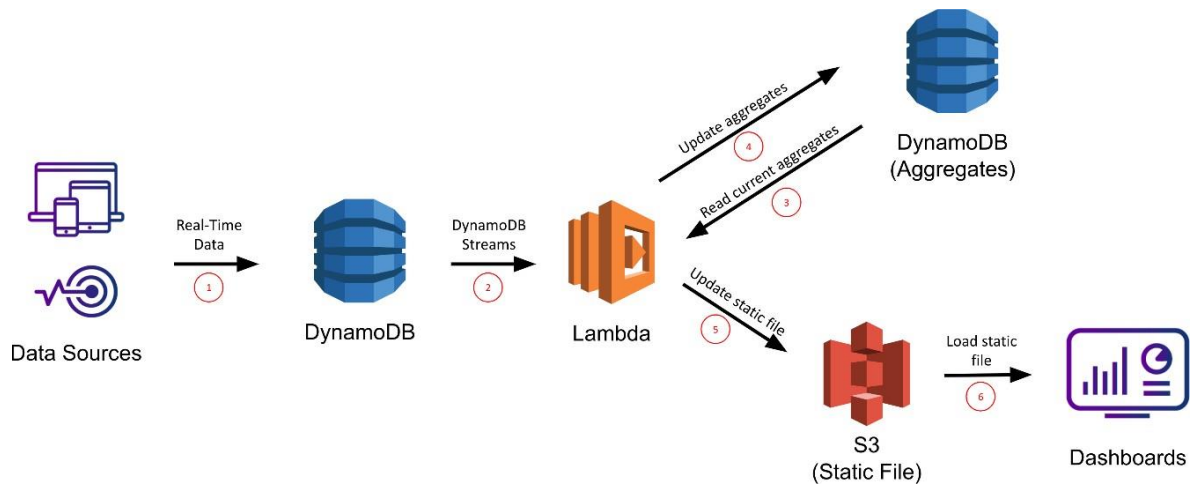 Data Sources
Real-Time
Data
1
DynamoDB
DynamoDB
Streams
2
Lambda
Update aggregates
4
Read current aggregates
3
DynamoDB
(Aggregates)
Update static file
5
S3
(Static File)
Load static
file
6
Dashboards